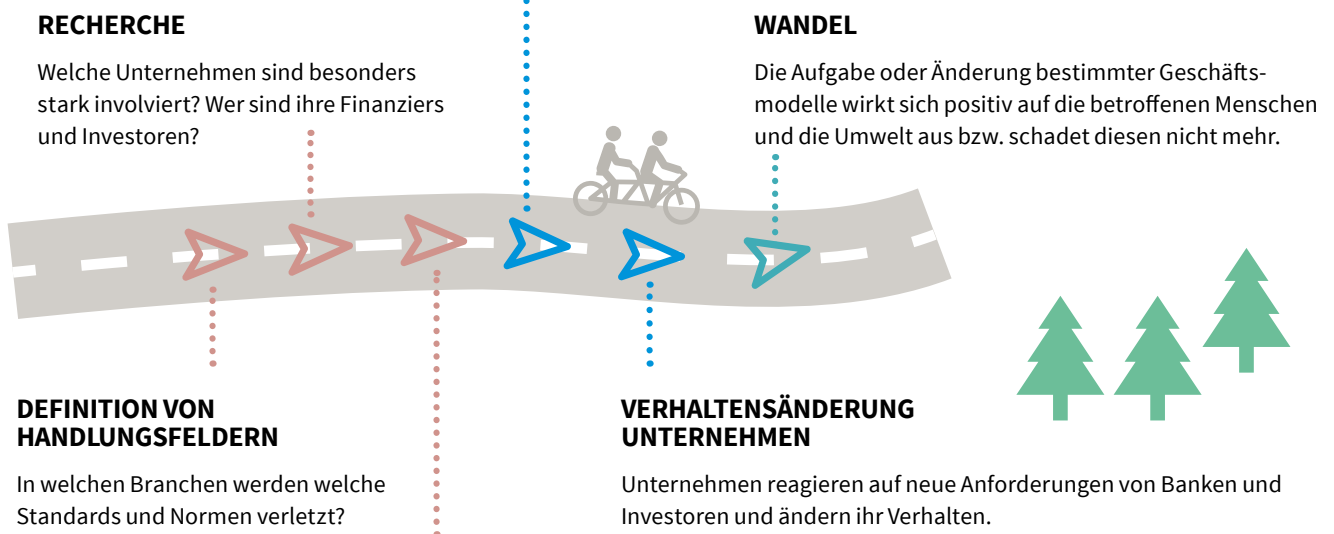 RECHERCHE
Welche Unternehmen sind besonders
stark involviert? Wer sind ihre Finanziers
und Investoren?
WANDEL
Die Aufgabe oder Änderung bestimmter Geschäfts-
modelle wirkt sich positiv auf die betroffenen Menschen
und die Umwelt aus bzw. schadet diesen nicht mehr.
DEFINITION VON
HANDLUNGSFELDERN
In welchen Branchen werden welche
Standards und Normen verletzt?
VERHALTENSÄNDERUNG
UNTERNEHMEN
Unternehmen reagieren auf neue Anforderungen von Banken und
Investoren und ändern ihr Verhalten.